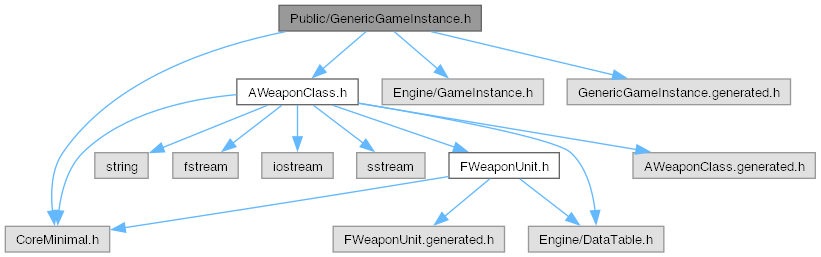 Public/GenericGameInstance.h
AWeaponClass.h
Engine/GameInstance.h
GenericGameInstance.generated.h
string
fstream
iostream
sstream
FWeaponUnit.h
AWeaponClass.generated.h
CoreMinimal.h
FWeaponUnit.generated.h
Engine/DataTable.h